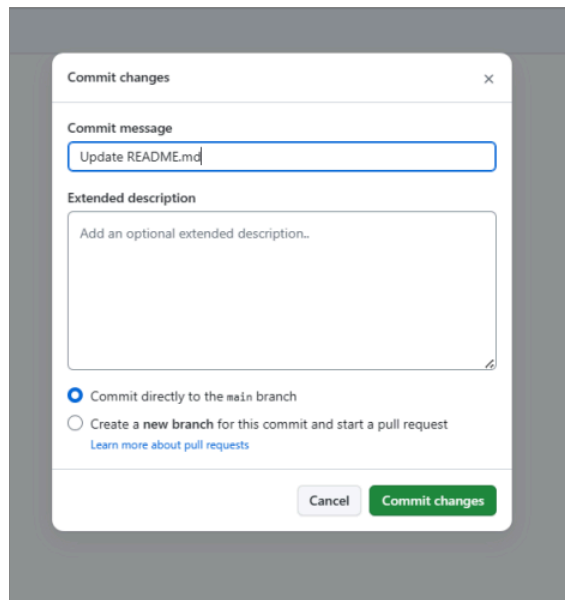 Commit changes
Commit message
Update README.md
Extended description
Add an optional extended description..
Commit directly to the main branch
Create a new branch for this commit and start a pull request
Learn more about pull requests
Cancel
Commit changes